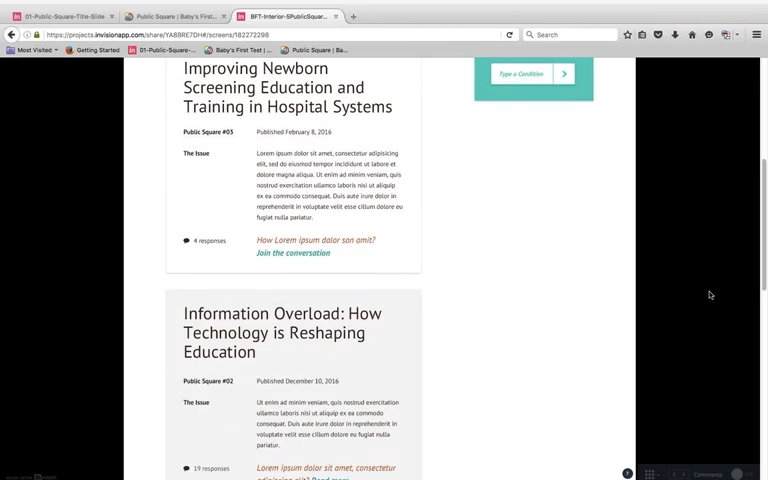 01-Public-Square-Title-Slide
Public Square | Baby's First...
BFT-Interior-5PublicSquar...
https://projects.invisionapp.com/share/YA8BRE7DH#/screens/182272298
Search
Most Visited
Getting Started
01-Public-Square-...
Baby's First Test | ...
Public Square | Ba...
Improving Newborn
Screening Education and
Training in Hospital Systems
Type a Condition
Public Square #03
Published February 8, 2016
The Issue
Lorem ipsum dolor sit amet, consectetur adipisicing
elit, sed do eiusmod tempor incididunt ut labore et
dolore magna aliqua. Ut enim ad minim veniam, quis
nostrud exercitation ullamco laboris nisi ut aliquip
ex ea commodo consequat. Duis aute irure dolor in
reprehenderit in voluptate velit esse cillum dolore eu
fugiat nulla pariatur.
4 responses
How Lorem ipsum dolor san amit?
Join the conversation
Information Overload: How
Technology is Reshaping
Education
Public Square #02
Published December 10, 2016
The Issue
Ut enim ad minim veniam, quis nostrud exercitation
ullamco laboris nisi ut aliquip ex ea commodo
consequat. Duis aute irure dolor in reprehenderit in
voluptate velit esse cillum dolore eu fugiat nulla
pariatur.
19 responses
Lorem ipsum dolor sit amet, consectetur
adipisicing elit? Read more
?
Comments